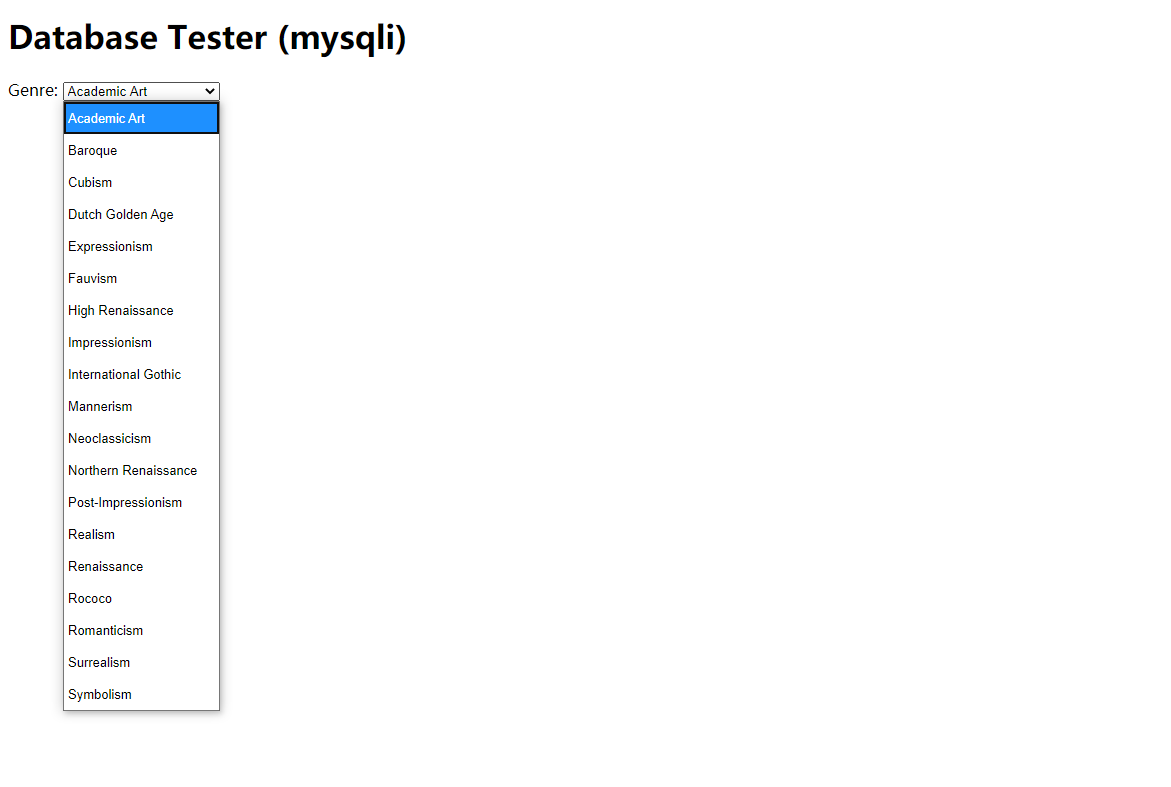 Database Tester (mysqli)
Genre: Academic Art
Academic Art
Baroque
Cubism
Dutch Golden Age
Expressionism
Fauvism
High Renaissance
Impressionism
International Gothic
Mannerism
Neoclassicism
Northern Renaissance
Post-Impressionism
Realism
Renaissance
Rococo
Romanticism
Surrealism
Symbolism